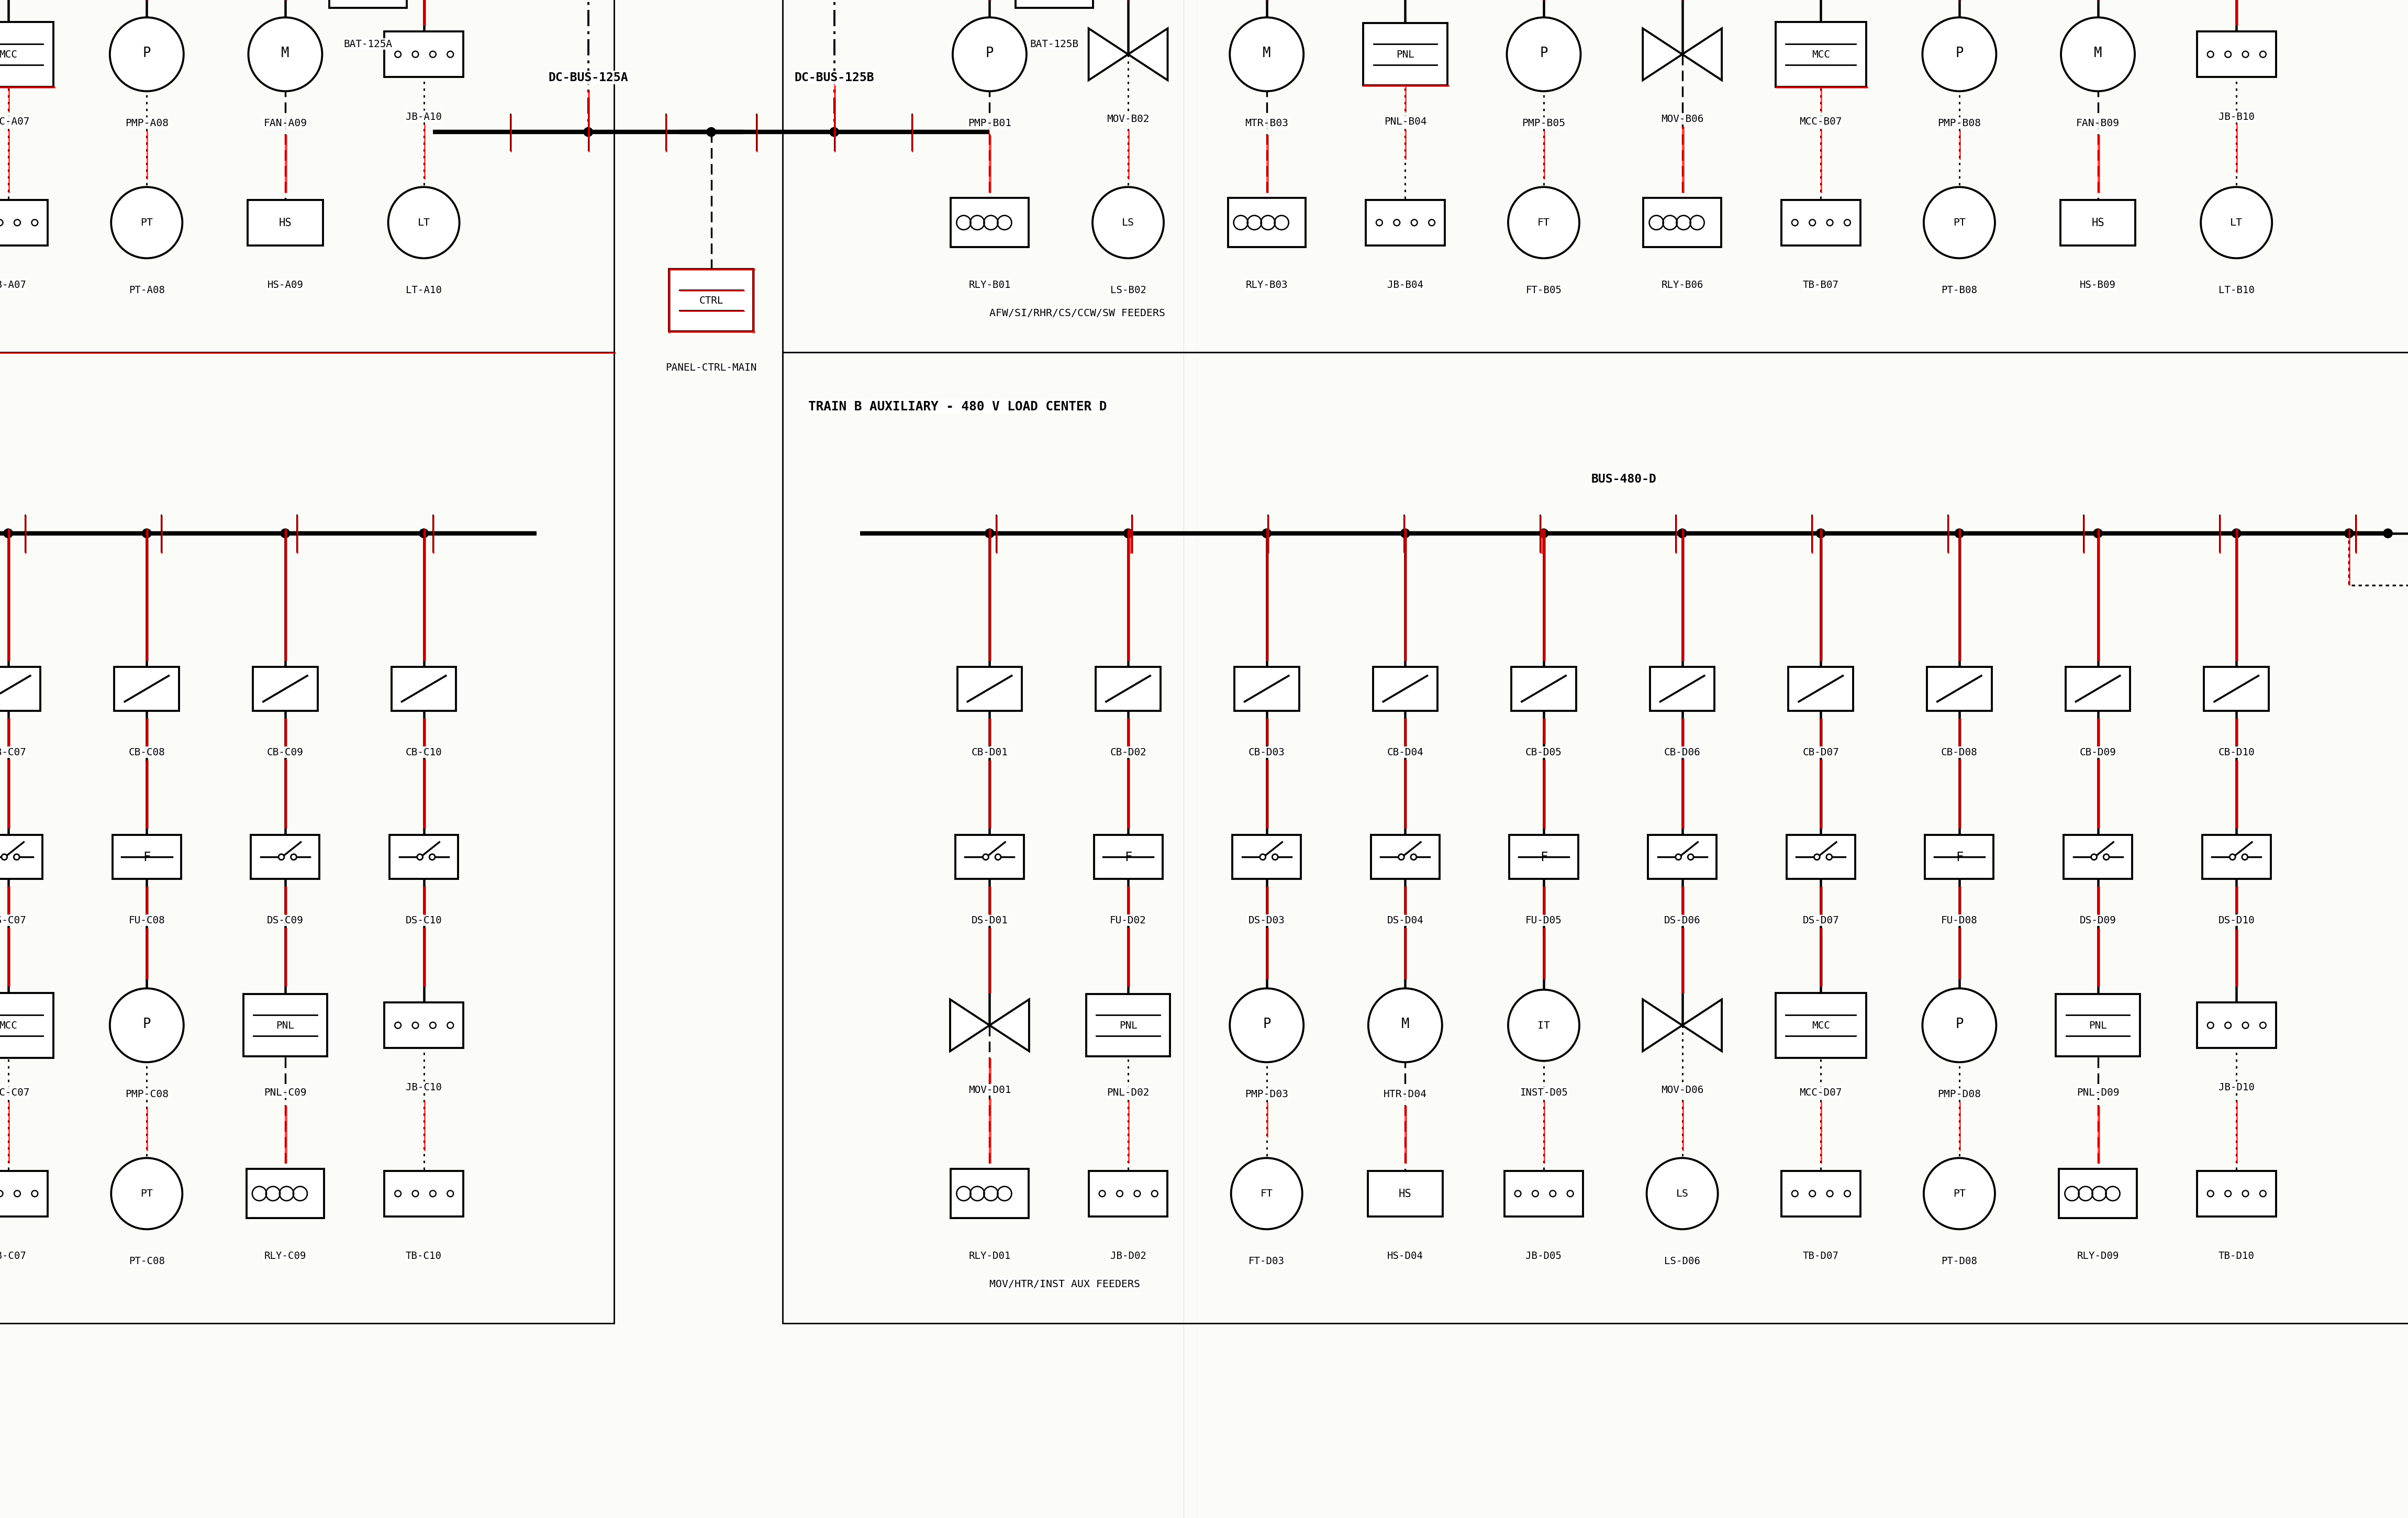 MCC P M BAT-125A P BAT-125B M PNL P MCC P M
DC-BUS-125A DC-BUS-125B
C-A07 PMP-A08 FAN-A09 JB-A10 PMP-B01 MOV-B02 MTR-B03 PNL-B04 PMP-B05 MOV-B06 MCC-B07 PMP-B08 FAN-B09 JB-B10
PT HS LT LS FT PT HS LT
B-A07 PT-A08 HS-A09 LT-A10 RLY-B01 LS-B02 RLY-B03 JB-B04 FT-B05 RLY-B06 TB-B07 PT-B08 HS-B09 LT-B10
CTRL
AFW/SI/RHR/CS/CCW/SW FEEDERS
PANEL-CTRL-MAIN
TRAIN B AUXILIARY - 480 V LOAD CENTER D
BUS-480-D
B-C07 CB-C08 CB-C09 CB-C10 CB-D01 CB-D02 CB-D03 CB-D04 CB-D05 CB-D06 CB-D07 CB-D08 CB-D09 CB-D10
F F F F
S-C07 FU-C08 DS-C09 DS-C10 DS-D01 FU-D02 DS-D03 DS-D04 FU-D05 DS-D06 DS-D07 FU-D08 DS-D09 DS-D10
MCC P PNL PNL P M IT MCC P PNL
C-C07 PMP-C08 PNL-C09 JB-C10 MOV-D01 PNL-D02 PMP-D03 HTR-D04 INST-D05 MOV-D06 MCC-D07 PMP-D08 PNL-D09 JB-D10
PT FT HS LS PT
B-C07 PT-C08 RLY-C09 TB-C10 RLY-D01 JB-D02 FT-D03 HS-D04 JB-D05 LS-D06 TB-D07 PT-D08 RLY-D09 TB-D10
MOV/HTR/INST AUX FEEDERS